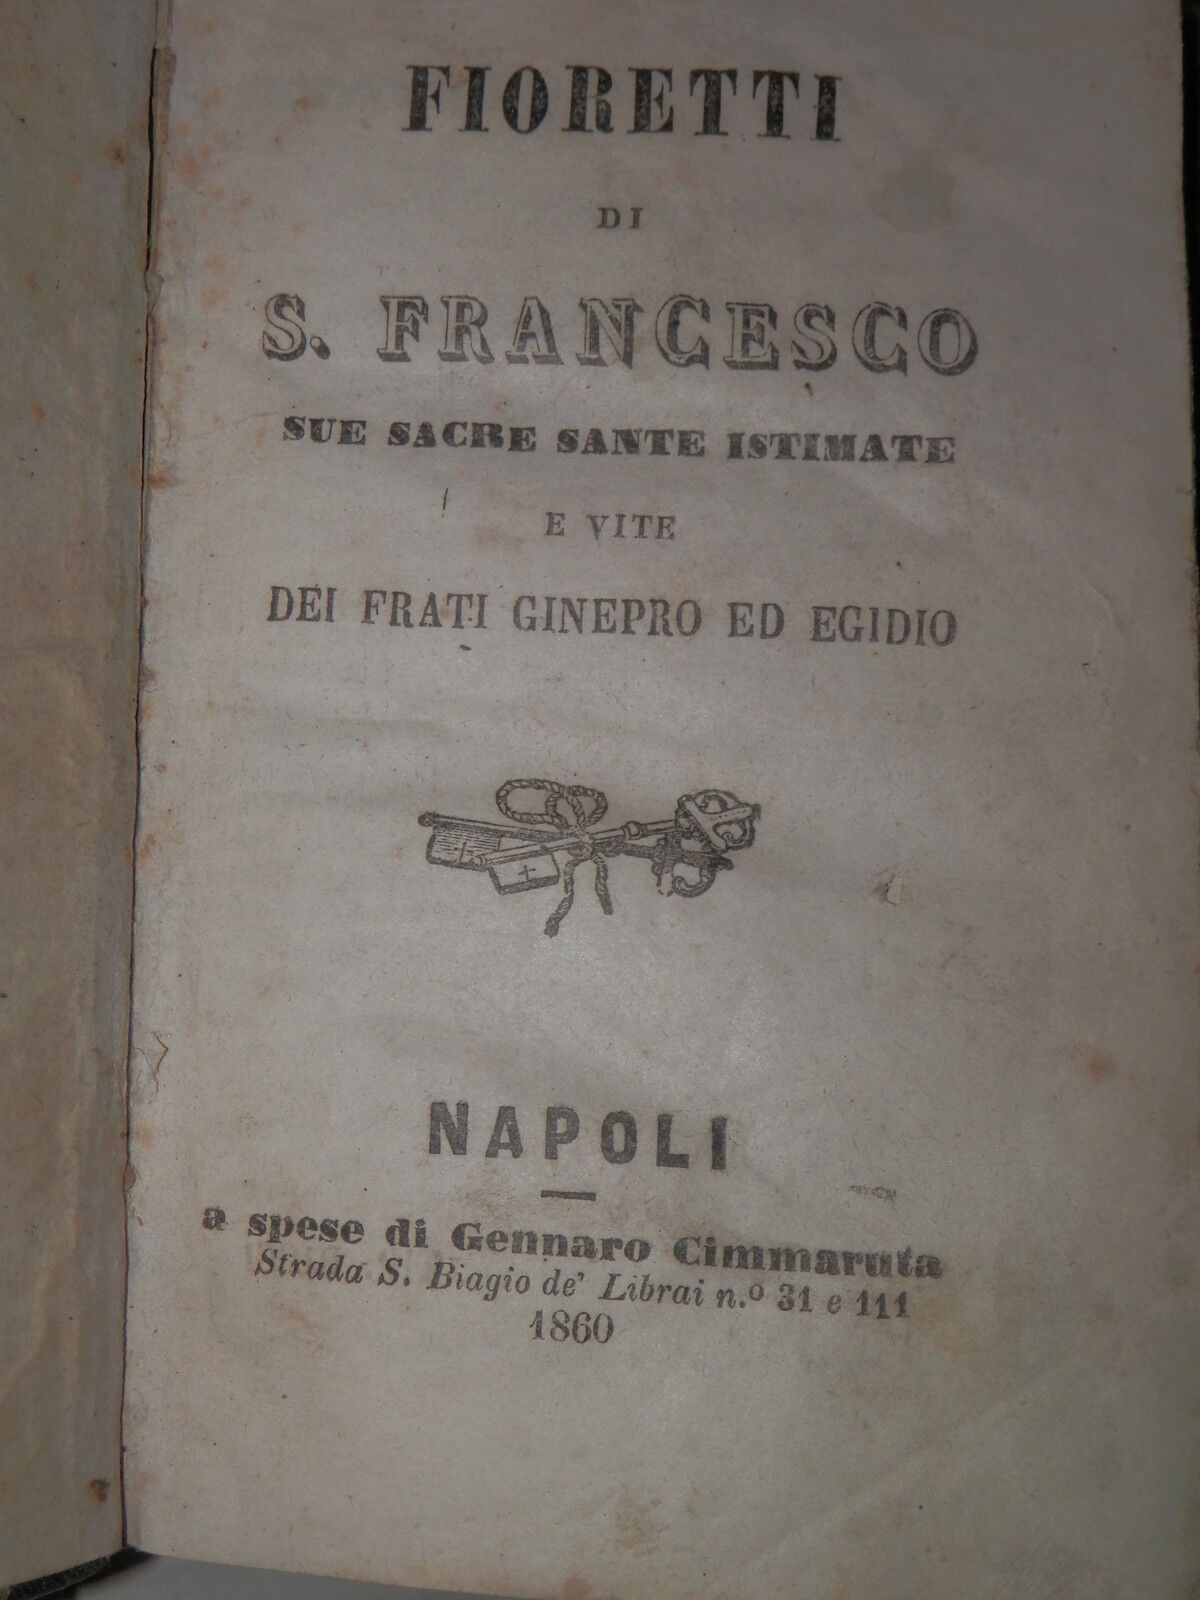 FIORETTI
DI
S. FRANCESCO
SUE SACRE SANTE ISTIMATE
E VITE
DEI FRATI GINEPRO ED EGIDIO
NAPOLI
a spese di Gennaro Cimmaruta
Strada S. Biagio de' Librai n.º 31 e 111
1860